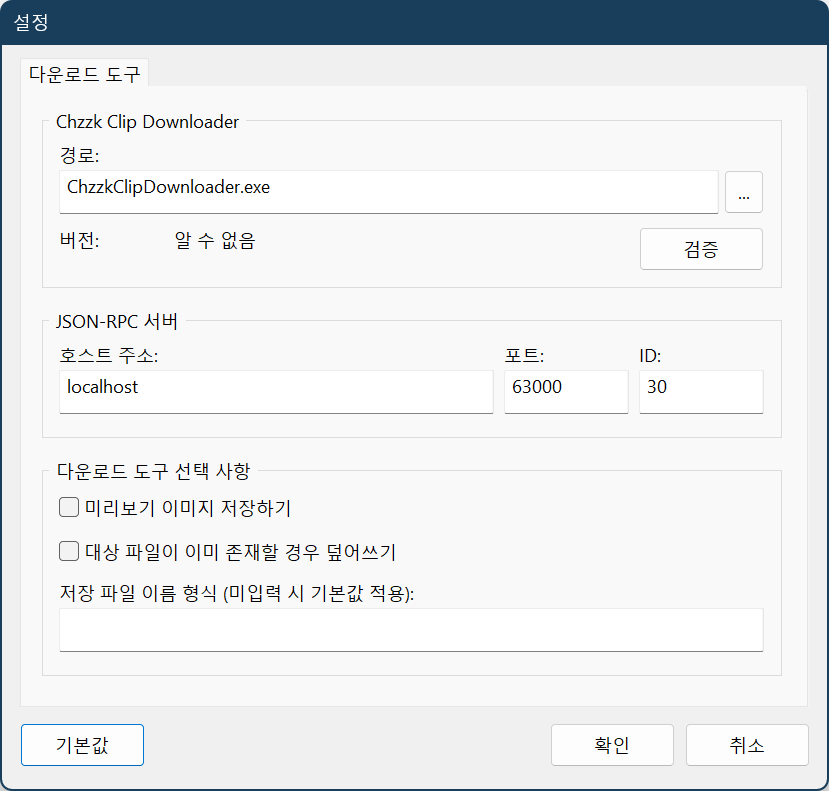 설정
다운로드 도구
Chzzk Clip Downloader
경로:
ChzzkClipDownloader.exe
...
버전: 알 수 없음
검증
JSON-RPC 서버
호스트 주소: 포트: ID:
localhost 63000 30
다운로드 도구 선택 사항
미리보기 이미지 저장하기
대상 파일이 이미 존재할 경우 덮어쓰기
저장 파일 이름 형식 (미입력 시 기본값 적용):
기본값 확인 취소